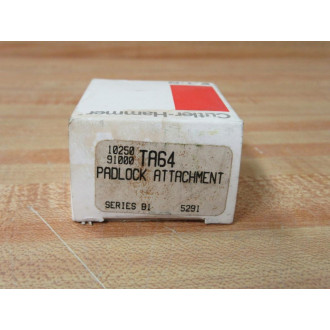 Cutler-Hammer
10250
91000 TA64
PADLOCK ATTACHMENT
SERIES B1 5291